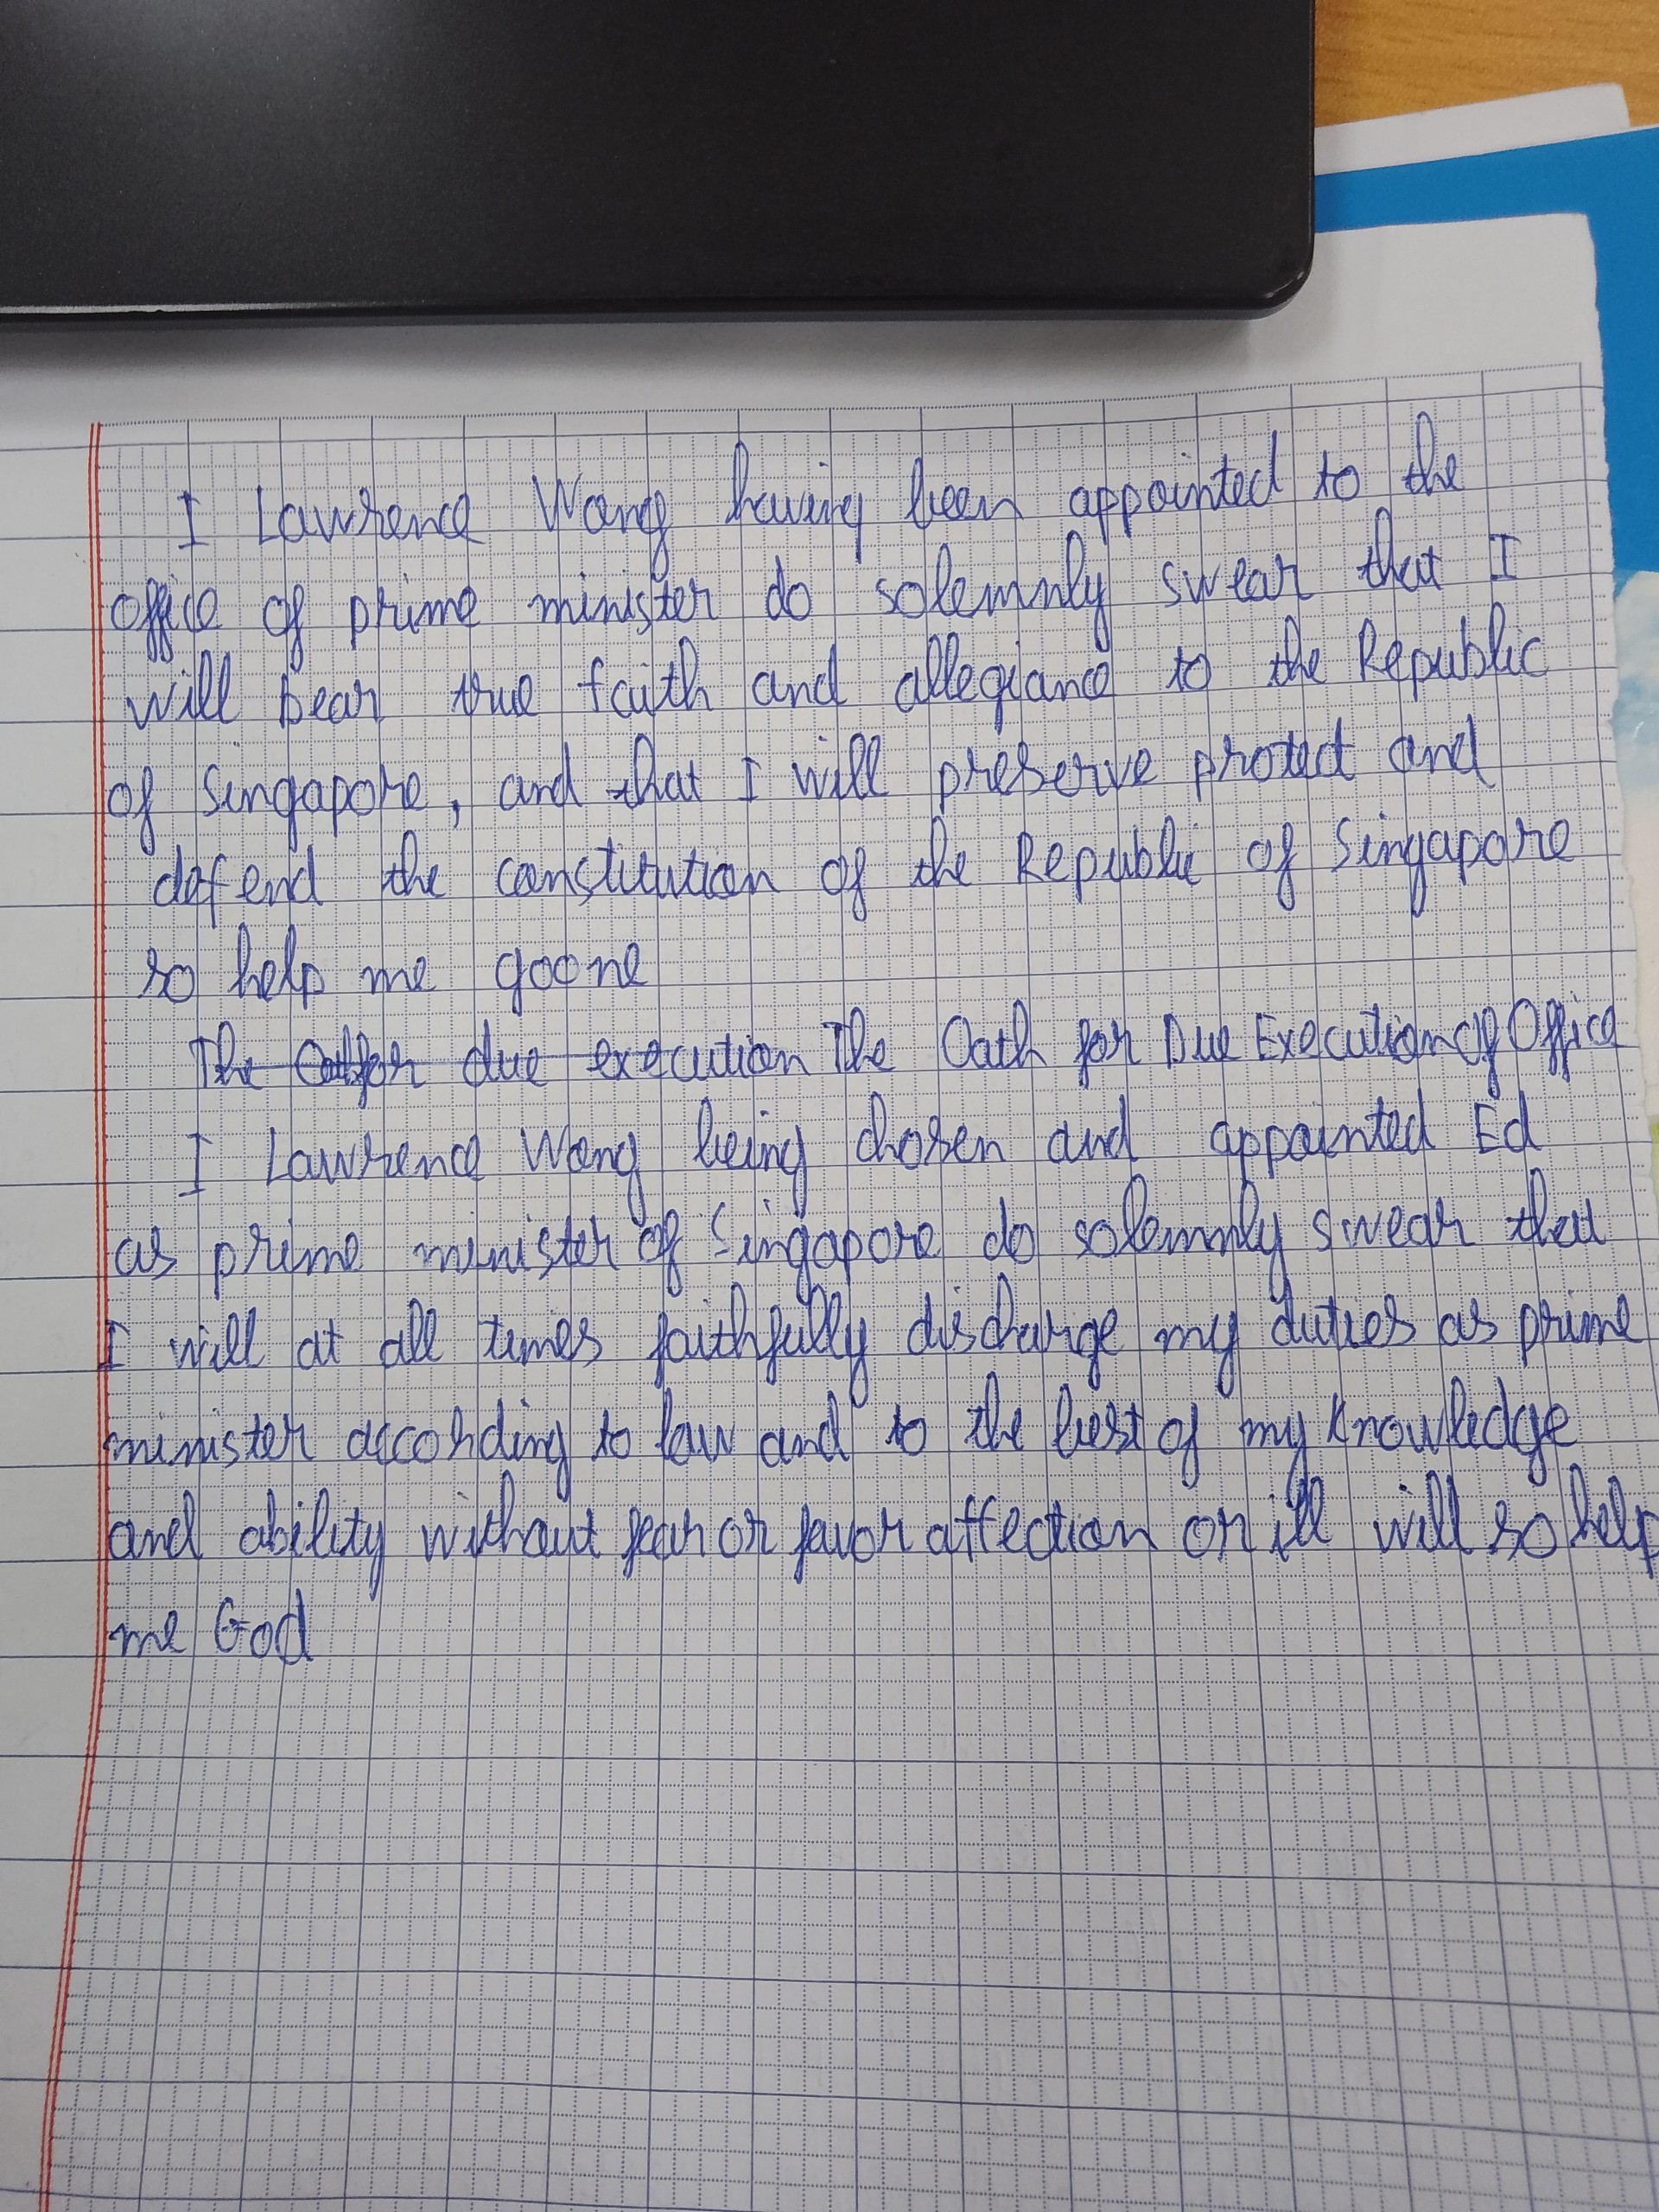 I Lawrence Wong having been appointed to the
office of prime minister do solemnly swear that I
will bear true faith and allegiance to the Republic
of Singapore, and that I will preserve protect and
defend the constitution of the Republic of Singapore
so help me goone
The Oathfor due execution The Oath for Due Execution of Office
I Lawrence Wong being chosen and appointed Ed
as prime minister of Singapore do solemnly swear that
I will at all times faithfully discharge my duties as prime
minister according to law and to the best of my knowledge
and ability without fear or favor affection or ill will so help
me God